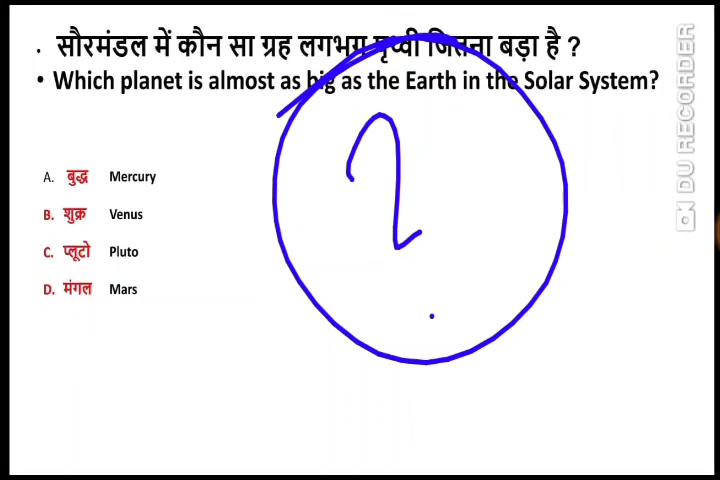 • सौरमंडल में कौन सा ग्रह लगभग पृथ्वी जितना बड़ा है ?
• Which planet is almost as big as the Earth in the Solar System?
A. बुद्ध Mercury
B. शुक्र Venus
C. प्लूटो Pluto
D. मंगल Mars
DU RECORDER